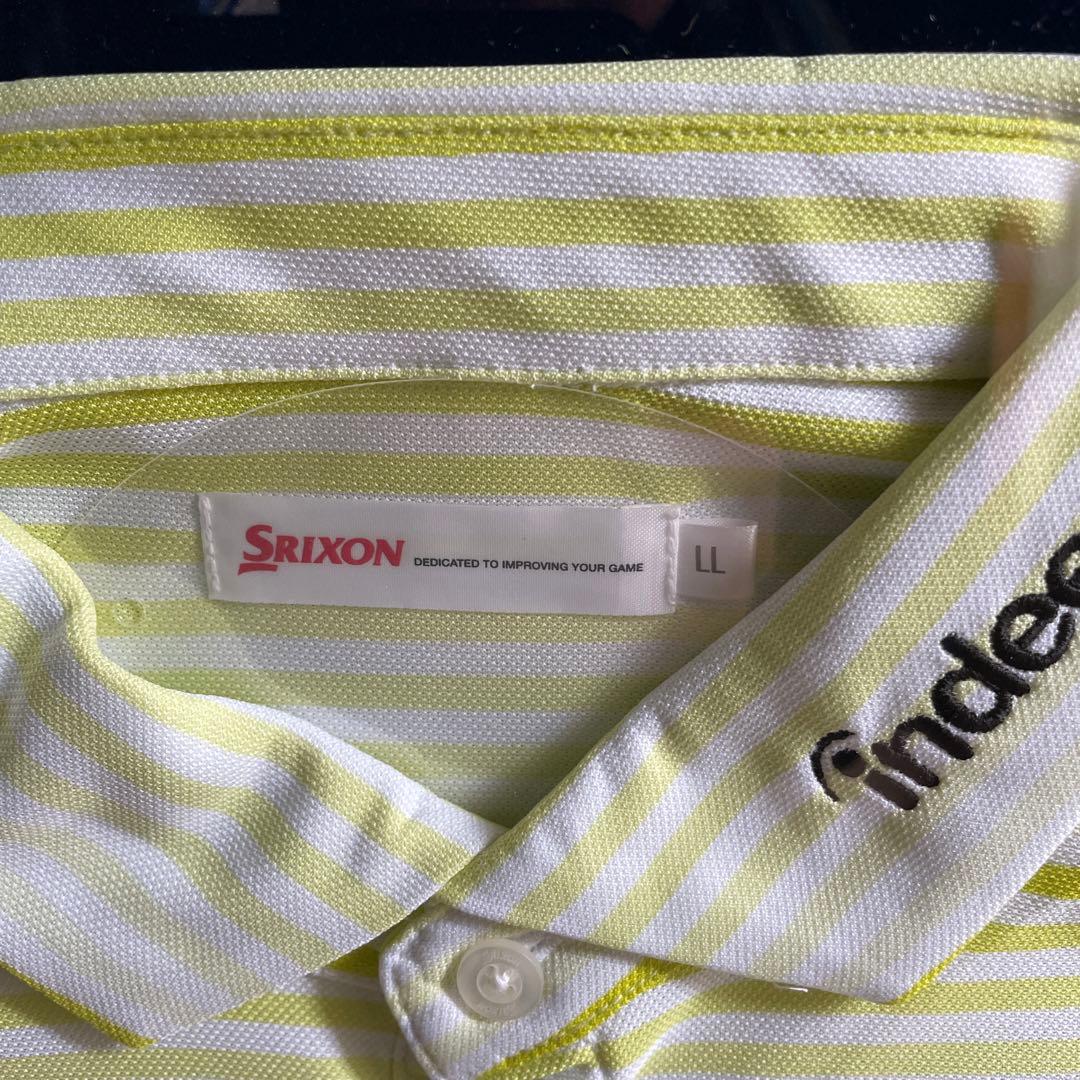 SRIXON DEDICATED TO IMPROVING YOUR GAME
LL
indee